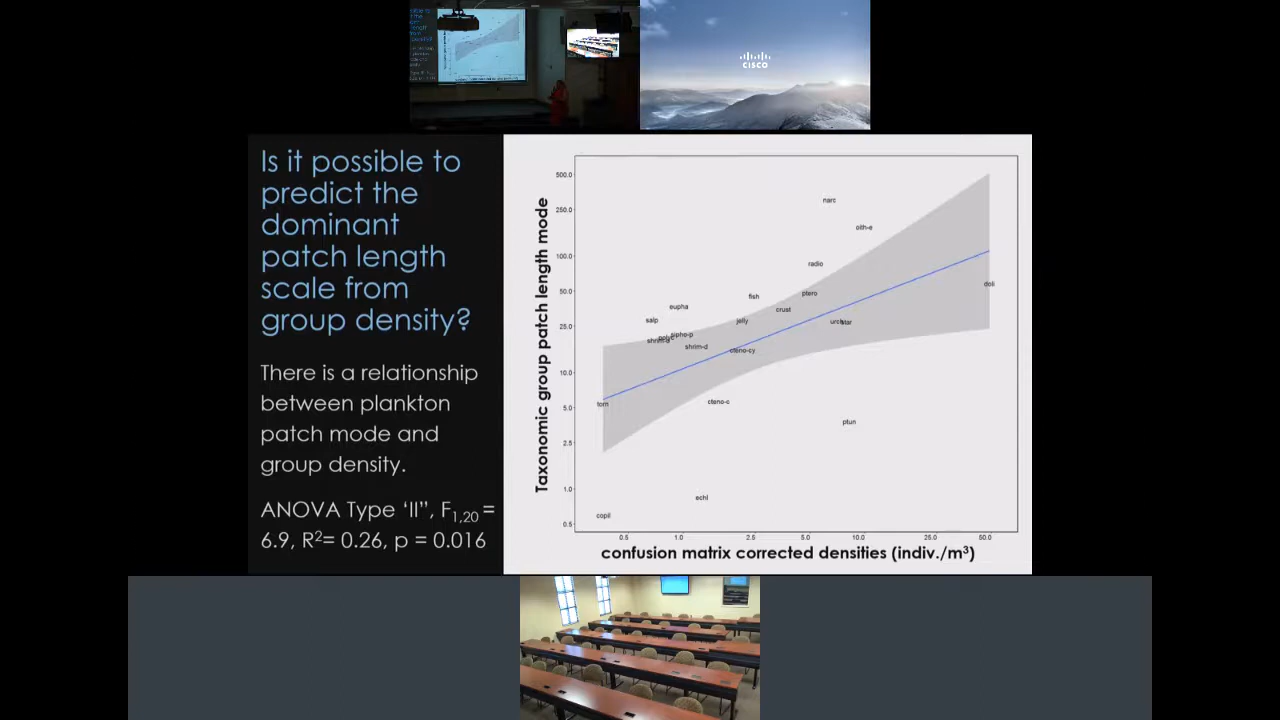 CISCO
Is it possible to
predict the
dominant
patch length
scale from
group density?
There is a relationship
between plankton
patch mode and
group density.
ANOVA Type ‘II”, F1,20 =
6.9, R2= 0.26, p = 0.016
Taxonomic group patch length mode
500.0
250.0
100.0
50.0
25.0
10.0
5.0
2.5
1.0
0.5
narc
oith-e
radio
doli
ptero
fish
eupha
crust
salp
jelly
sipho-p
shrim-d
cteno-cy
torn
cteno-c
ptun
echl
copil
0.5 1.0 2.5 5.0 10.0 25.0 50.0
confusion matrix corrected densities (indiv./m3)